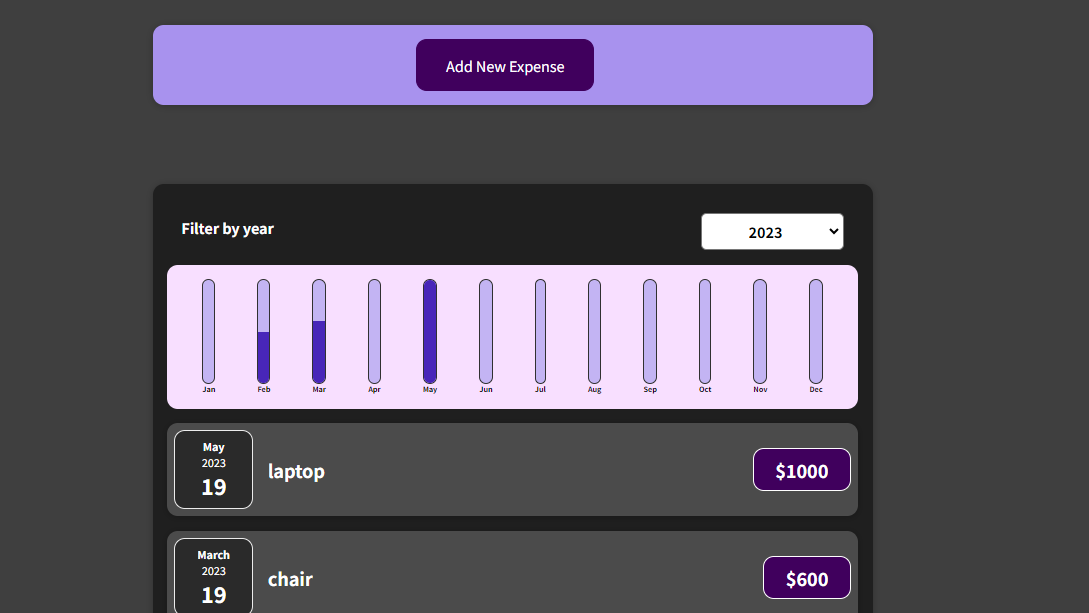 Add New Expense
Filter by year
2023
Jan Feb Mar Apr May Jun Jul Aug Sep Oct Nov Dec
May
2023
19
laptop
$1000
March
2023
19
chair
$600